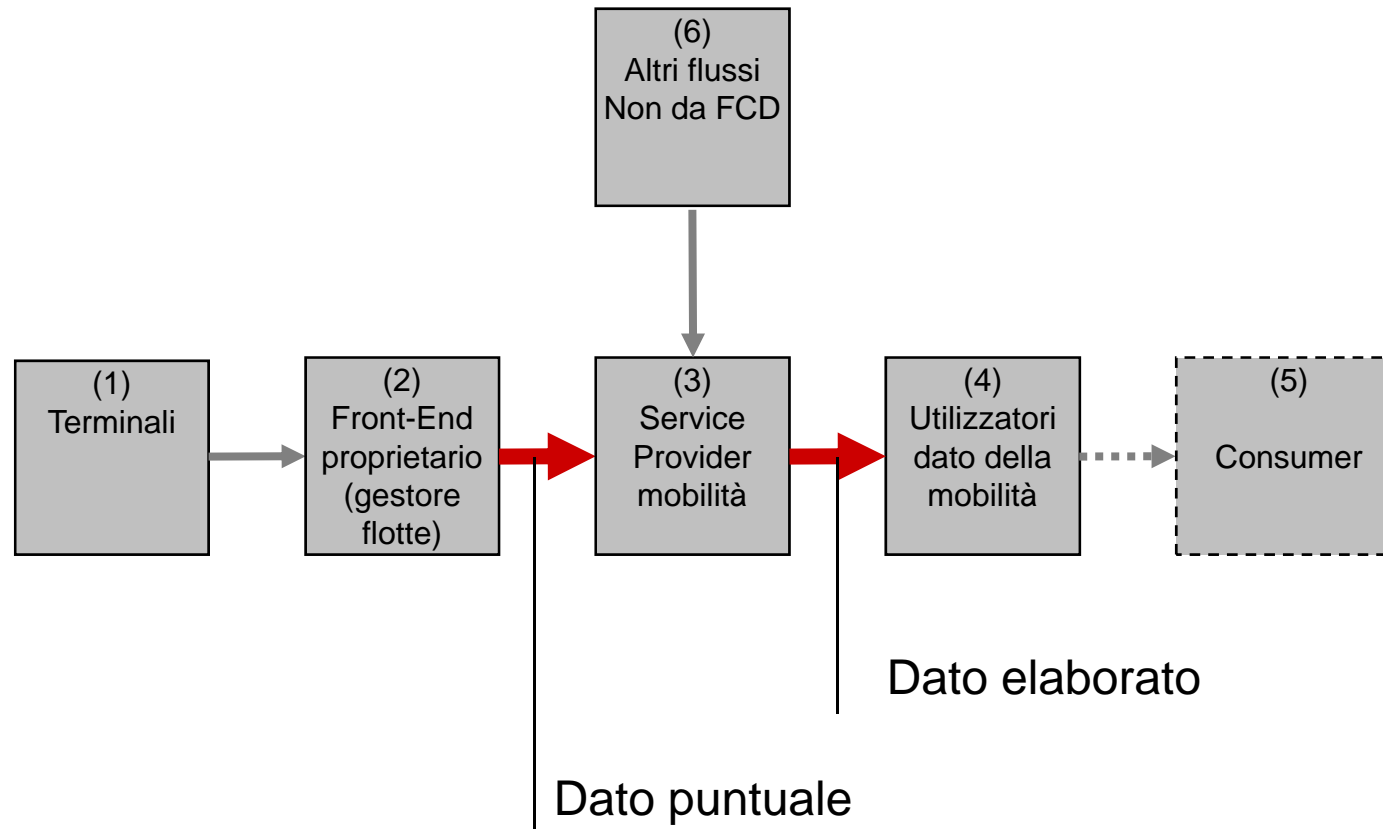 (6)
Altri flussi
Non da FCD
(1)
Terminali
(2)
Front-End
proprietario
(gestore
flotte)
(3)
Service
Provider
mobilità
(4)
Utilizzatori
dato della
mobilità
(5)
Consumer
Dato elaborato
Dato puntuale